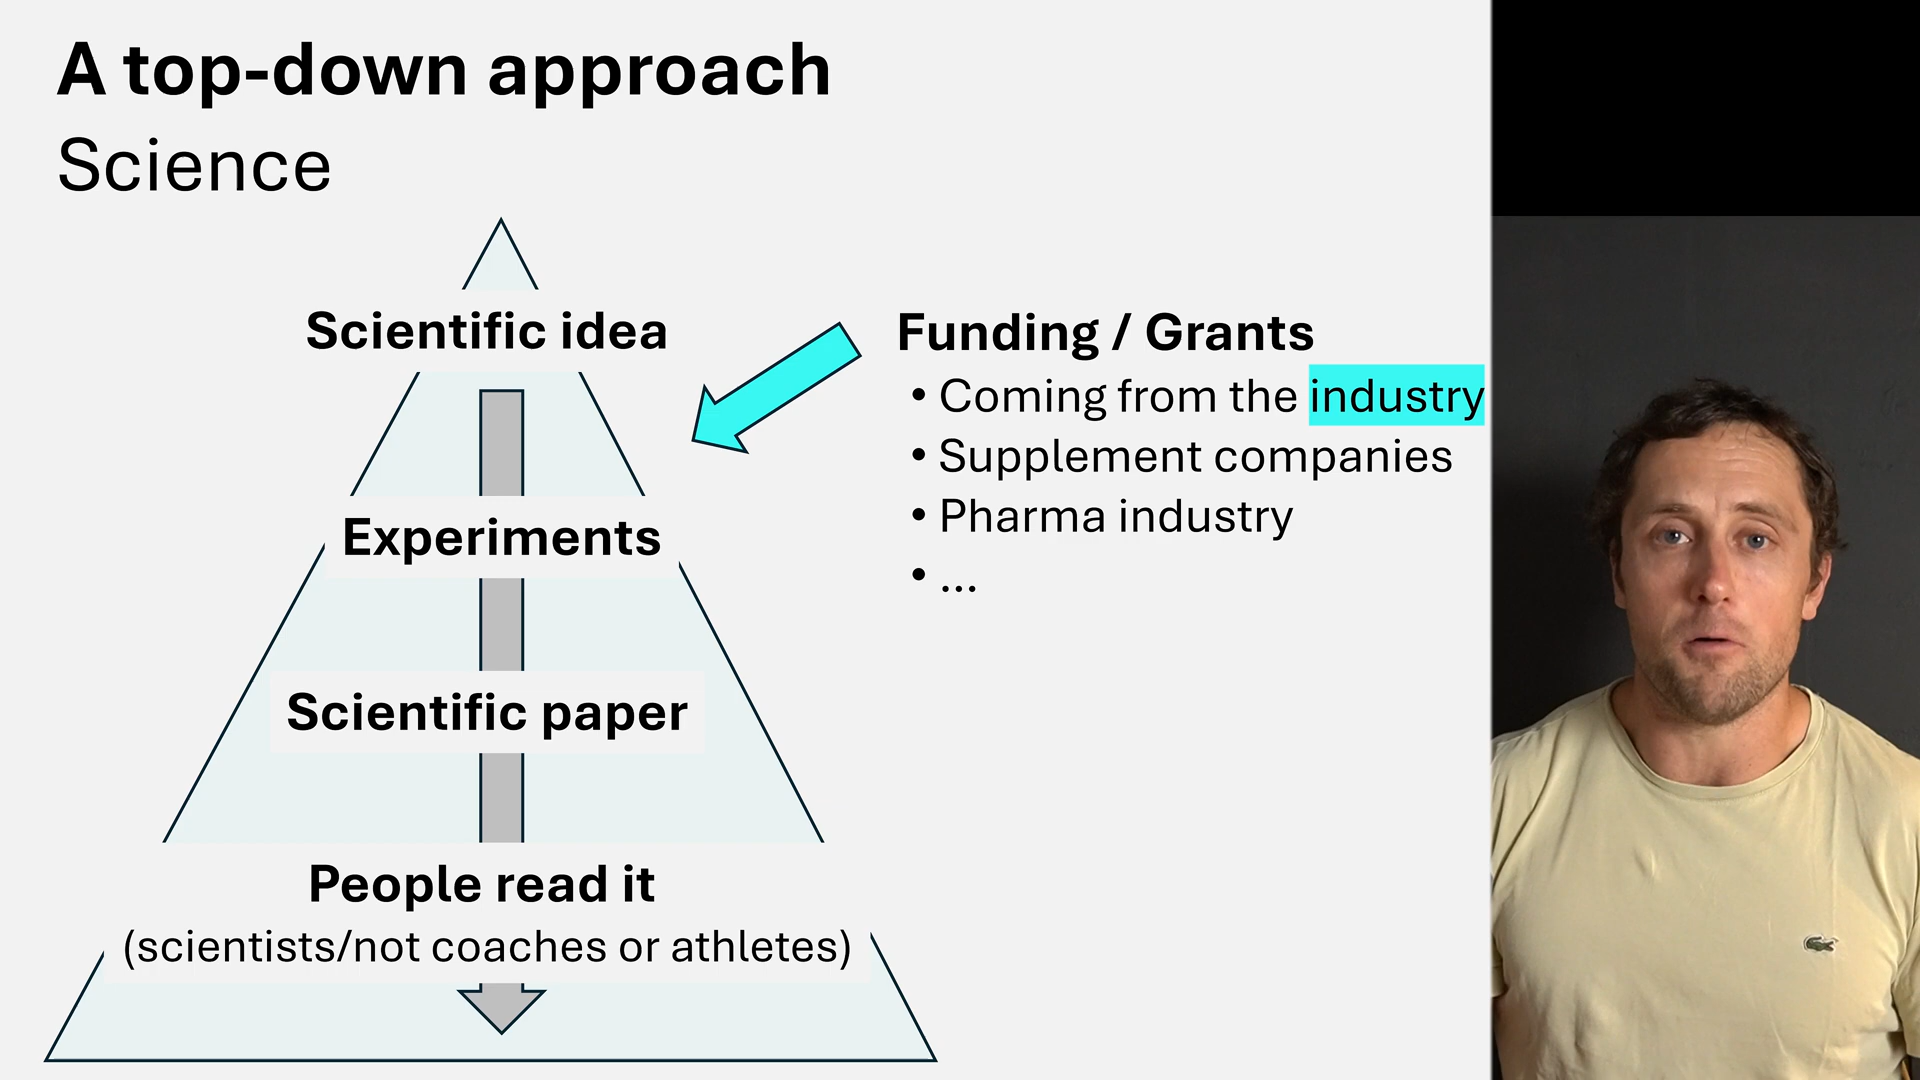 A top-down approach
Science
Scientific idea
Experiments
Scientific paper
People read it
(scientists/not coaches or athletes)
Funding / Grants
• Coming from the industry
• Supplement companies
• Pharma industry
• ...